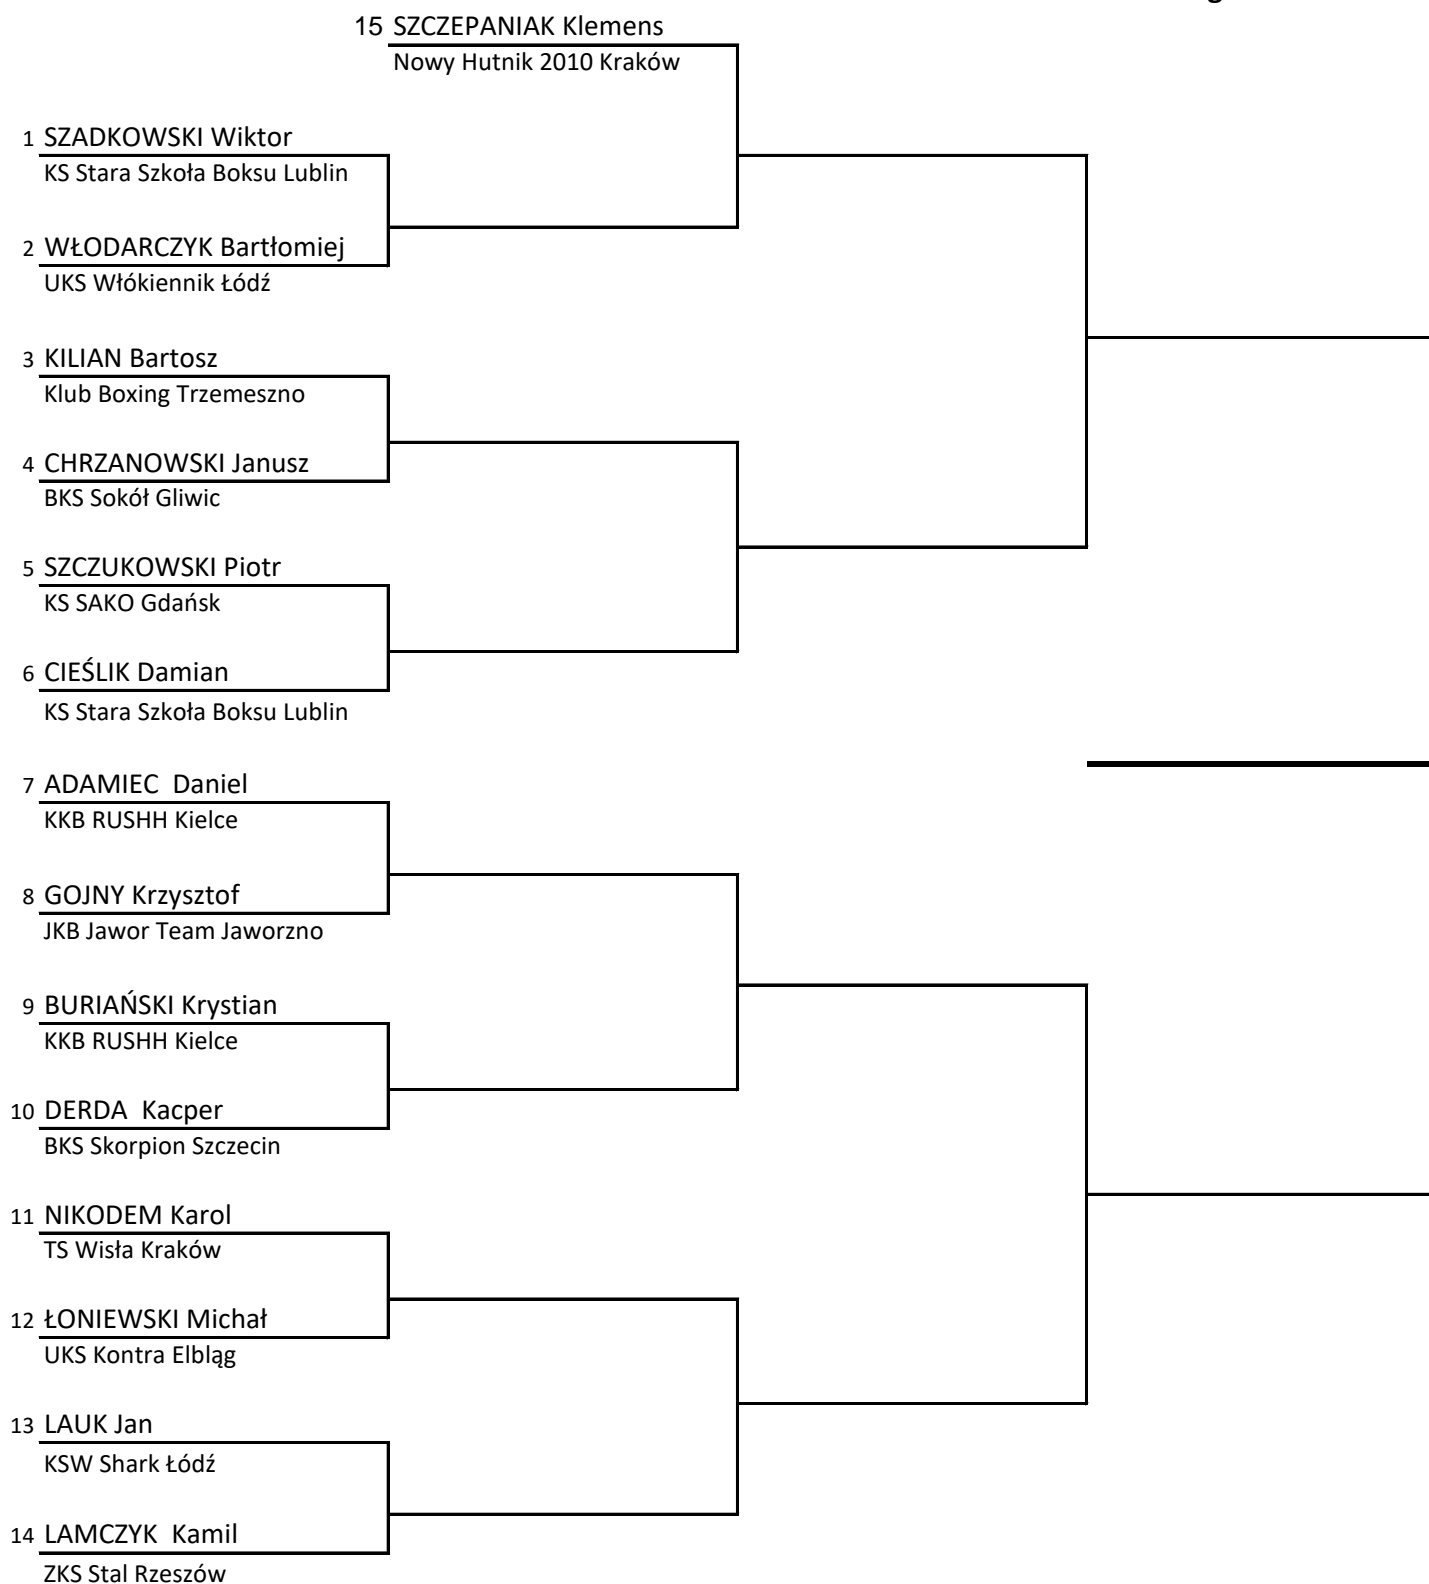 15 SZCZEPANIAK Klemens
Nowy Hutnik 2010 Kraków
1 SZADKOWSKI Wiktor
KS Stara Szkoła Boksu Lublin
2 WŁODARCZYK Bartłomiej
UKS Włókiennik Łódź
3 KILIAN Bartosz
Klub Boxing Trzemeszno
4 CHRZANOWSKI Janusz
BKS Sokół Gliwic
5 SZCZUKOWSKI Piotr
KS SAKO Gdańsk
6 CIEŚLIK Damian
KS Stara Szkoła Boksu Lublin
7 ADAMIEC  Daniel
KKB RUSHH Kielce
8 GOJNY Krzysztof
JKB Jawor Team Jaworzno
9 BURIAŃSKI Krystian
KKB RUSHH Kielce
10 DERDA  Kacper
BKS Skorpion Szczecin
11 NIKODEM Karol
TS Wisła Kraków
12 ŁONIEWSKI Michał
UKS Kontra Elbląg
13 LAUK Jan
KSW Shark Łódź
14 LAMCZYK  Kamil
ZKS Stal Rzeszów